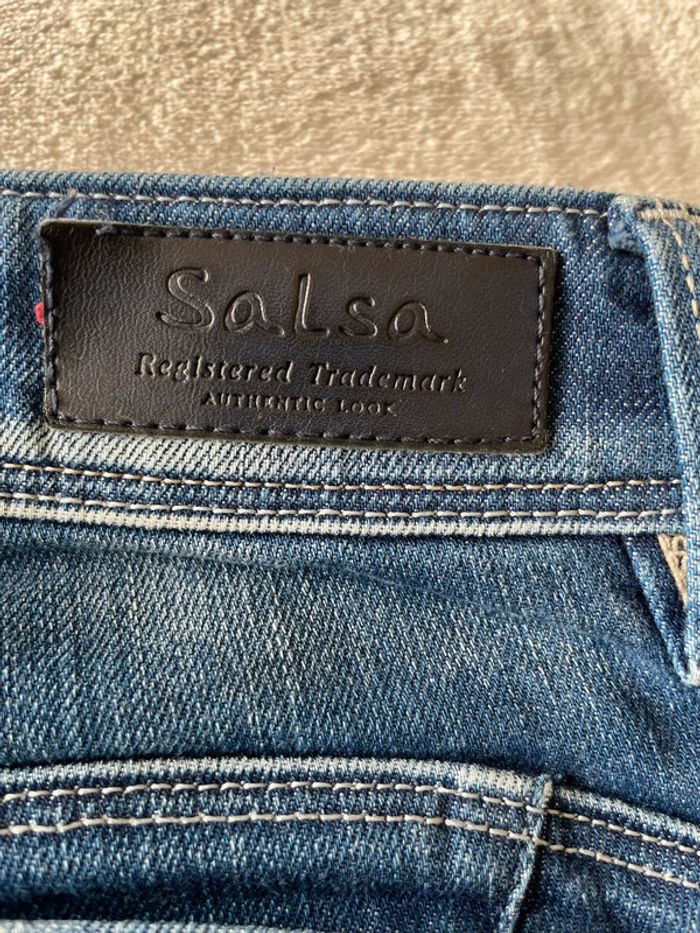 SaLsa
Registered Trademark
AUTHENTIC LOOK